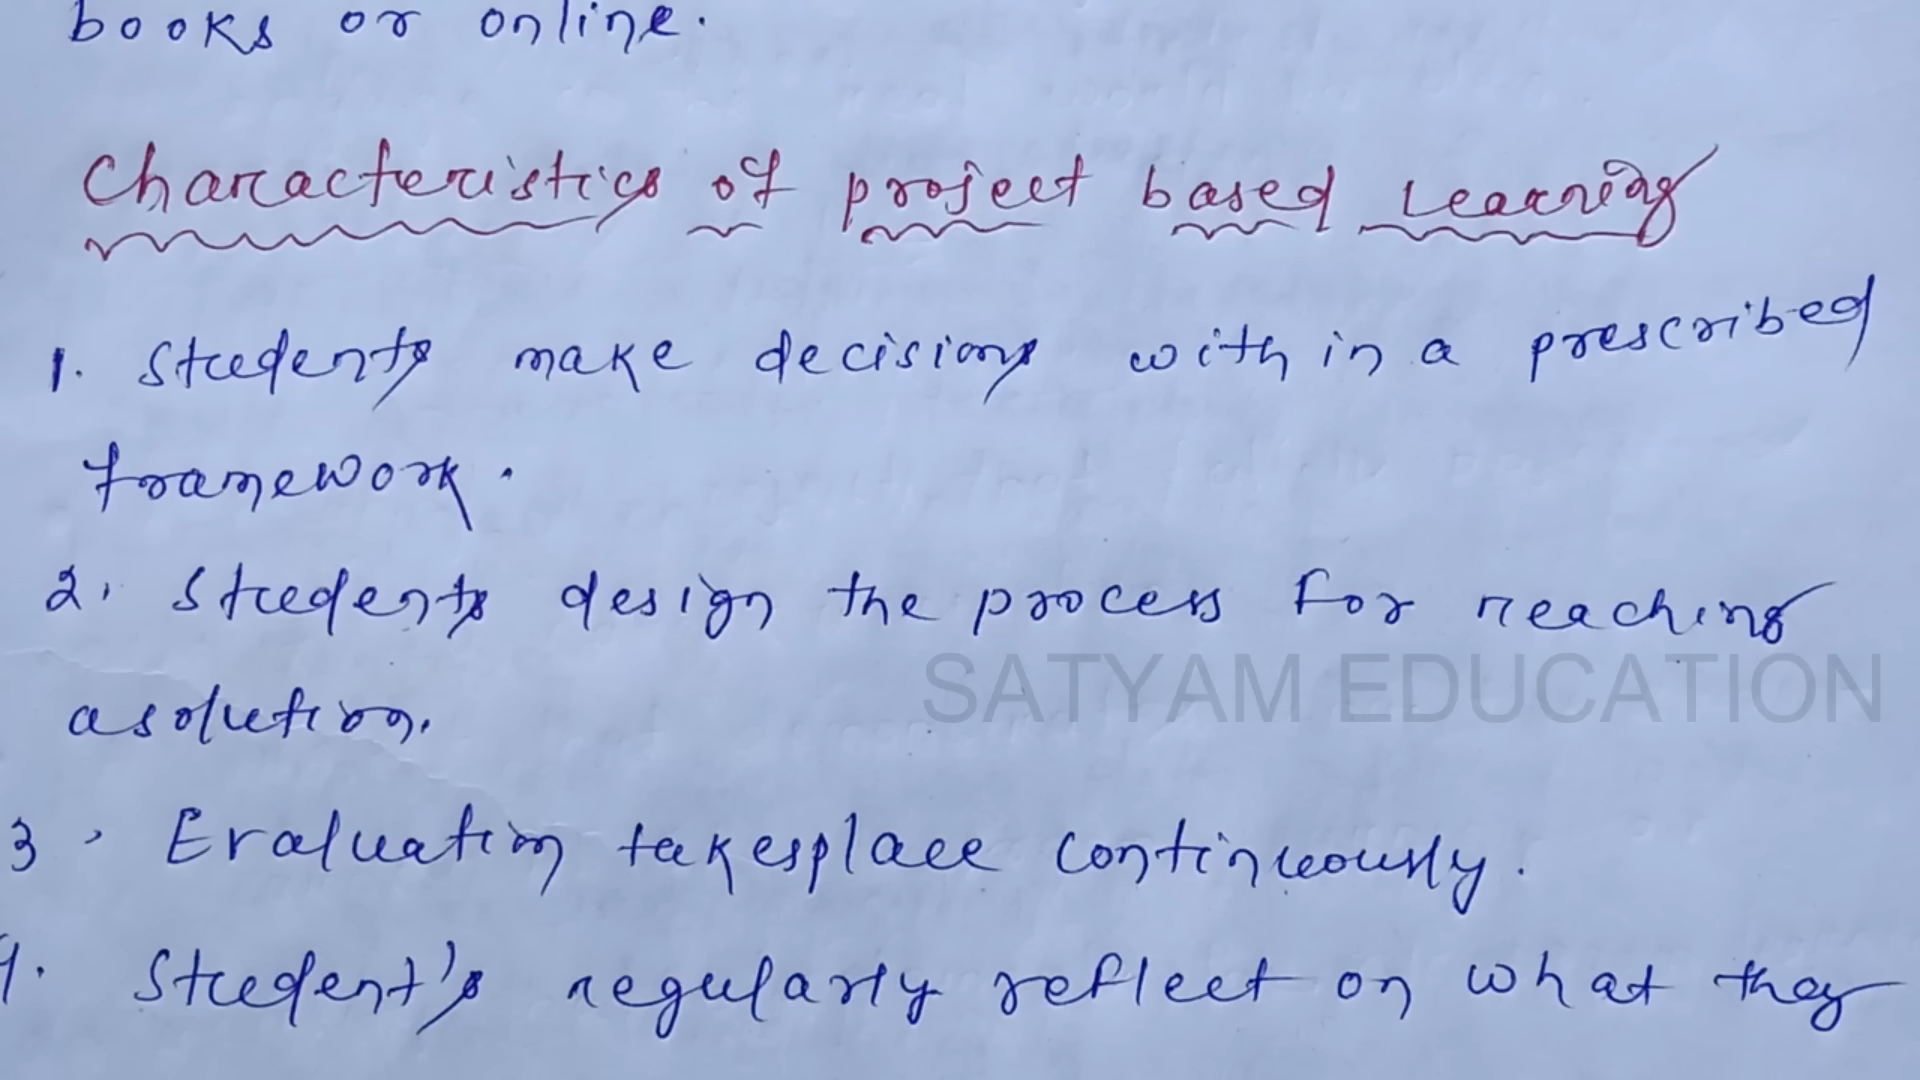 books or online.
Characteristics of project based Learning
1. Students make decisions with in a prescribed
framework.
2. Students design the process for reaching
SATYAM EDUCATION
a solution.
3. Evaluation takesplace continuously.
4. Student's regularly reflect on what they